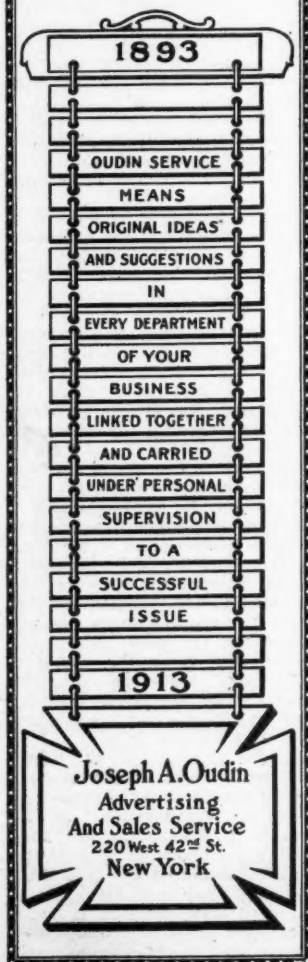 1893
OUDIN SERVICE
MEANS
ORIGINAL IDEAS
AND SUGGESTIONS
IN
EVERY DEPARTMENT
OF YOUR
BUSINESS
LINKED TOGETHER
AND CARRIED
UNDER PERSONAL
SUPERVISION
TO A
SUCCESSFUL
ISSUE
1913
Joseph A. Oudin
Advertising
And Sales Service
220 West 42nd St.
New York